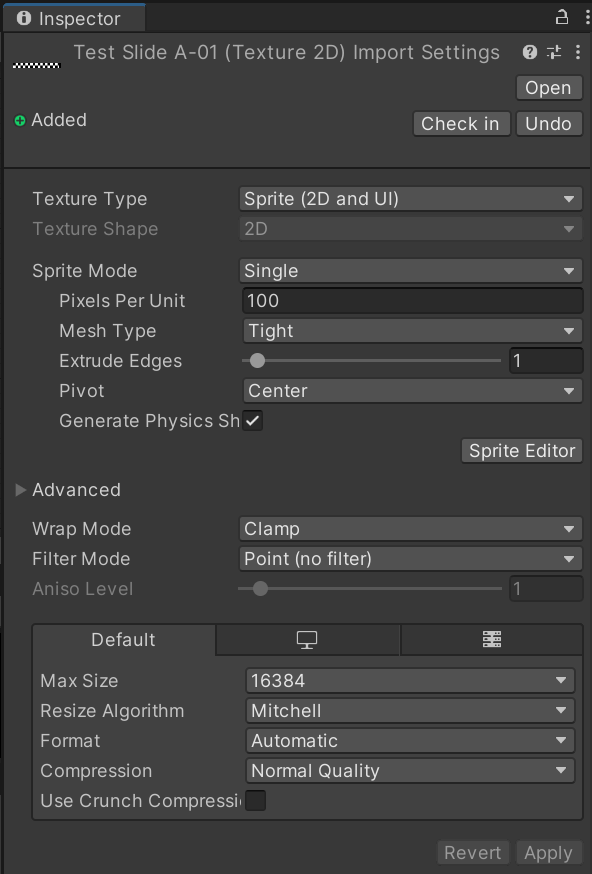 Inspector
Test Slide A-01 (Texture 2D) Import Settings
Open
Added
Check in Undo
Texture Type Sprite (2D and UI)
Texture Shape 2D
Sprite Mode Single
Pixels Per Unit 100
Mesh Type Tight
Extrude Edges 1
Pivot Center
Generate Physics Sh
Sprite Editor
Advanced
Wrap Mode Clamp
Filter Mode Point (no filter)
Aniso Level 1
Default
Max Size 16384
Resize Algorithm Mitchell
Format Automatic
Compression Normal Quality
Use Crunch Compressi
Revert Apply